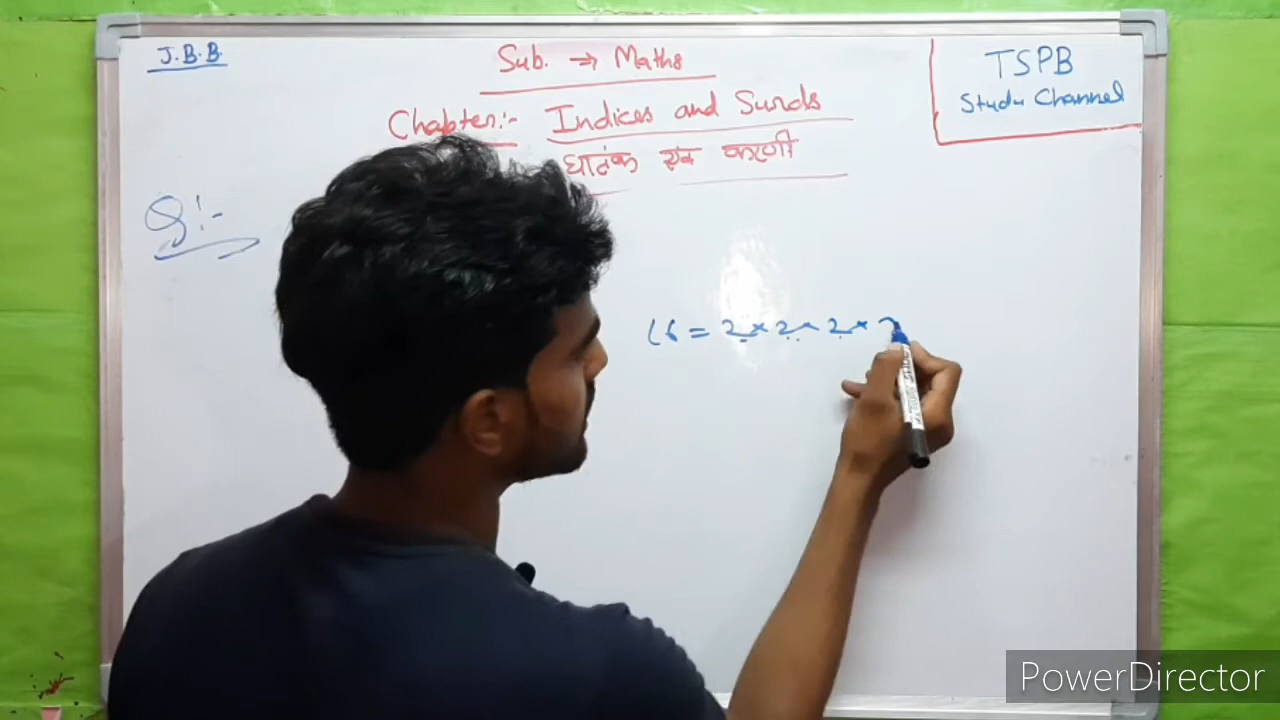 J.B.B.
Sub. → Maths
Chapter:- Indices and Surds
घातांक एवं करणी
TSPB
Study Channel
Q:-
16 = 2 × 2 × 2 × 2
PowerDirector